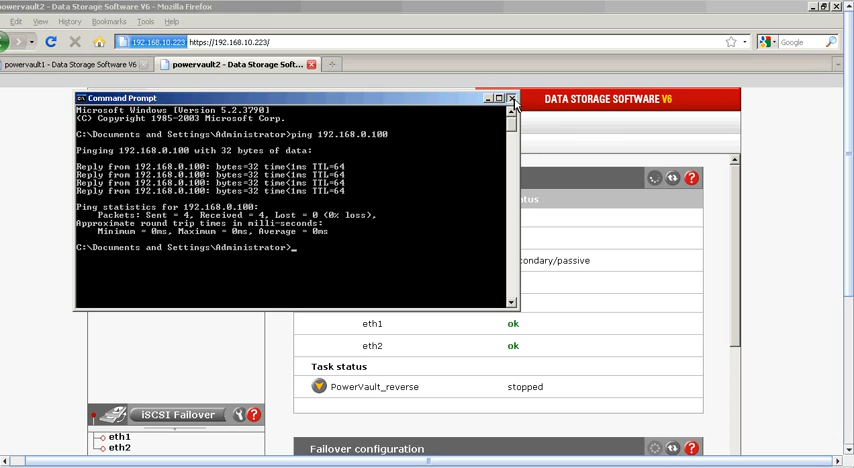 powervault2 - Data Storage Software V6 - Mozilla Firefox
Edit View History Bookmarks Tools Help
192.168.10.223 https://192.168.10.223/
Google
powervault1 - Data Storage Software V6
powervault2 - Data Storage Soft...
Command Prompt
DATA STORAGE SOFTWARE V6
Microsoft Windows [Version 5.2.3790]
(C) Copyright 1985-2003 Microsoft Corp.
C:\Documents and Settings\Administrator>ping 192.168.0.100
Pinging 192.168.0.100 with 32 bytes of data:
Reply from 192.168.0.100: bytes=32 time<1ms TTL=64
Reply from 192.168.0.100: bytes=32 time<1ms TTL=64
Reply from 192.168.0.100: bytes=32 time<1ms TTL=64
Reply from 192.168.0.100: bytes=32 time<1ms TTL=64
Ping statistics for 192.168.0.100:
Packets: Sent = 4, Received = 4, Lost = 0 (0% loss),
Approximate round trip times in milli-seconds:
Minimum = 0ms, Maximum = 0ms, Average = 0ms
C:\Documents and Settings\Administrator>_
tus
condary/passive
eth1 ok
eth2 ok
Task status
PowerVault_reverse stopped
iSCSI Failover
eth1
eth2
Failover configuration